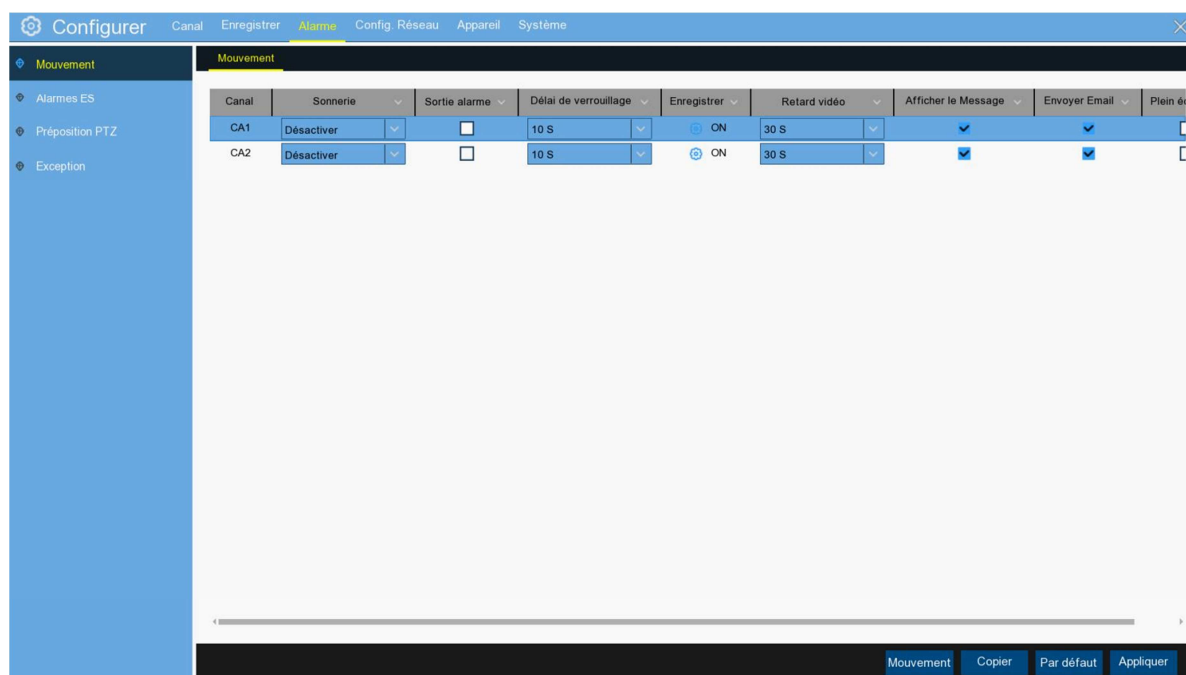 Configurer Canal Enregistrer Alarme Config. Réseau Appareil Système
Mouvement
Alarmes ES
Préposition PTZ
Exception
Mouvement
Canal Sonnerie Sortie alarme Délai de verrouillage Enregistrer Retard vidéo Afficher le Message Envoyer Email Plein é
CA1 Désactiver 10 S ON 30 S
CA2 Désactiver 10 S ON 30 S
Mouvement Copier Par défaut Appliquer